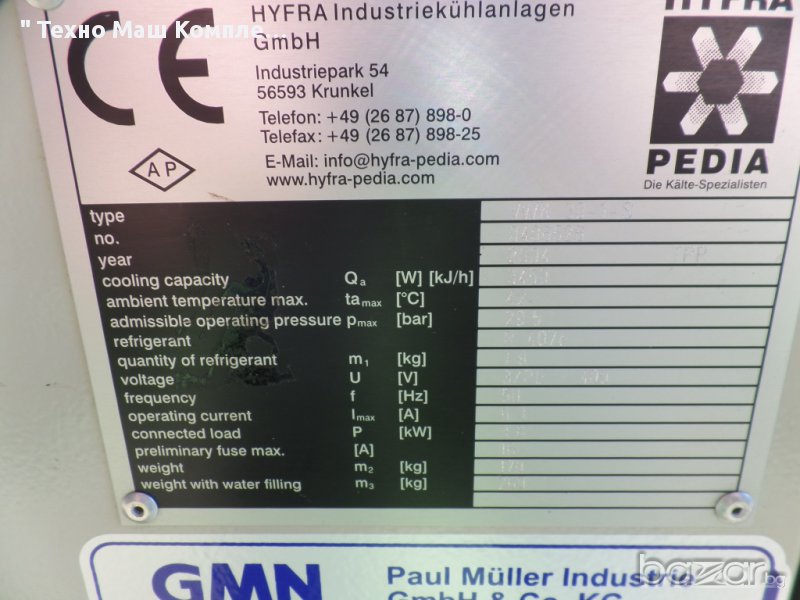 " Техно Маш Компле...
HYFRA Industriekühlanlagen
GmbH
Industriepark 54
56593 Krunkel
Telefon: +49 (26 87) 898-0
Telefax: +49 (26 87) 898-25
E-Mail: info@hyfra-pedia.com
www.hyfra-pedia.com
CE
AP
HYFRA
PEDIA
Die Kälte-Spezialisten
type
no.
year
cooling capacity Qa [W] [kJ/h]
ambient temperature max. tamax [°C]
admissible operating pressure pmax [bar]
refrigerant
quantity of refrigerant m1 [kg]
voltage U [V]
frequency f [Hz] 50
operating current Imax [A]
connected load P [kW]
preliminary fuse max. [A]
weight m2 [kg]
weight with water filling m3 [kg]
GMN
Paul Müller Industrie
GmbH & Co. KG
bazar.bg